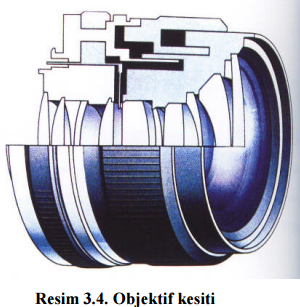 Resim 3.4. Objektif kesiti